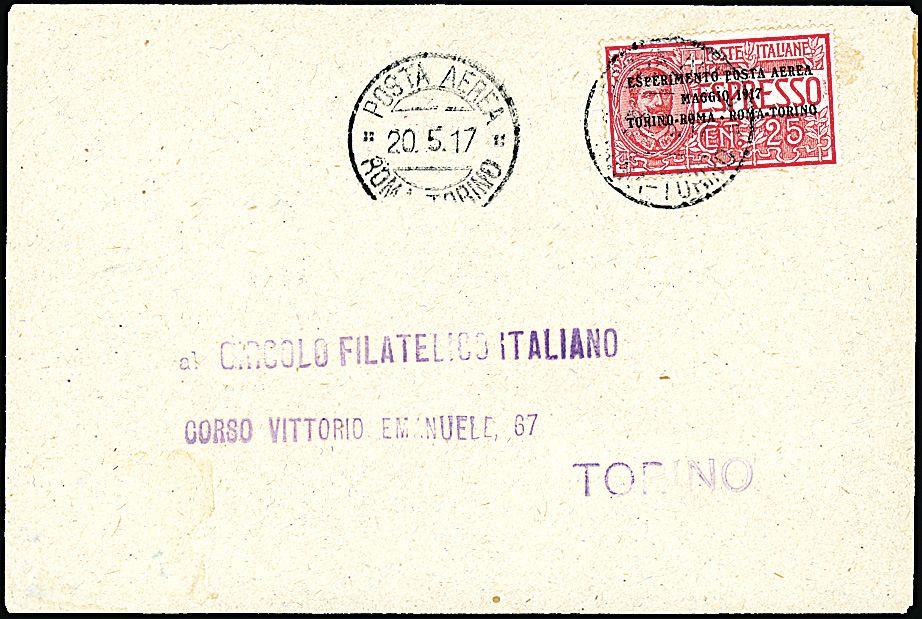 POSTA AEREA
20.5.17
ROMA-TORINO
POSTE ITALIANE
ESPERIMENTO POSTA AEREA
MAGGIO 1917
TORINO-ROMA · ROMA-TORINO
ESPRESSO
CENT. 25
al CIRCOLO FILATELICO ITALIANO
CORSO VITTORIO EMANUELE, 67
TORINO